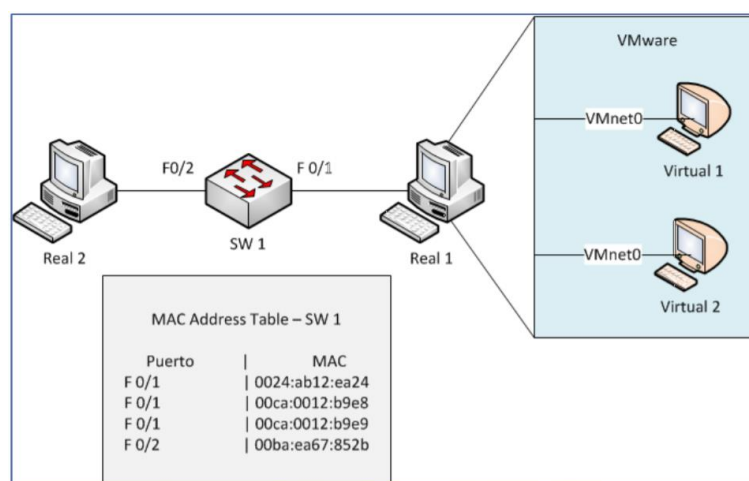 VMware
VMnet0
Virtual 1
F0/2
F 0/1
Real 2
SW 1
Real 1
VMnet0
Virtual 2
MAC Address Table – SW 1
Puerto | MAC
F 0/1 | 0024:ab12:ea24
F 0/1 | 00ca:0012:b9e8
F 0/1 | 00ca:0012:b9e9
F 0/2 | 00ba:ea67:852b